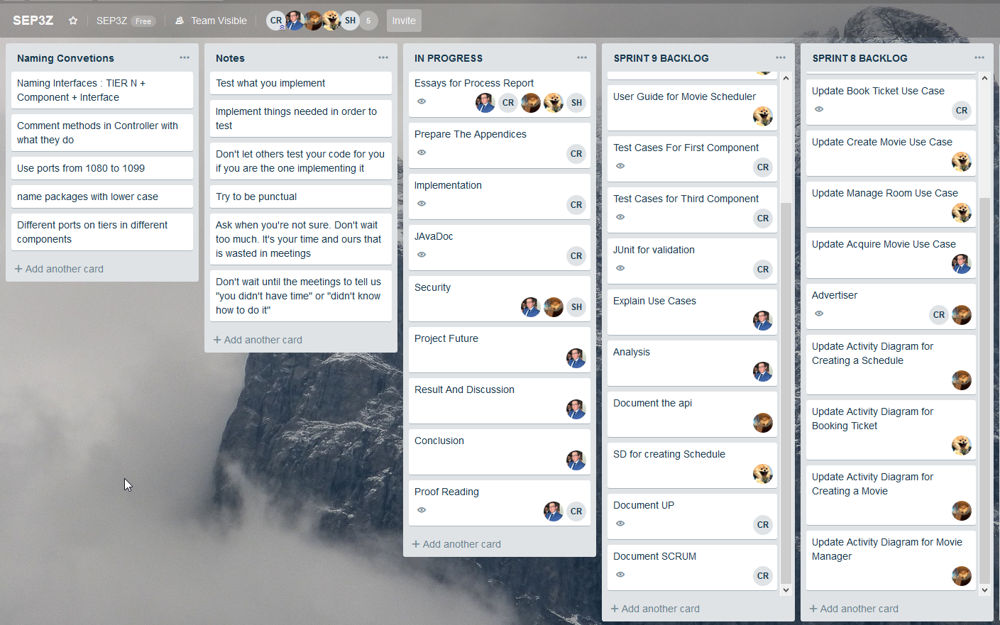 SEP3Z
SEP3Z Free
Team Visible
CR
SH
5
Invite
Naming Convetions
Naming Interfaces : TIER N +
Component + Interface
Comment methods in Controller with
what they do
Use ports from 1080 to 1099
name packages with lower case
Different ports on tiers in different
components
+ Add another card
Notes
Test what you implement
Implement things needed in order to
test
Don't let others test your code for you
if you are the one implementing it
Try to be punctual
Ask when you're not sure. Don't wait
too much. It's your time and ours that
is wasted in meetings
Don't wait until the meetings to tell us
"you didn't have time" or "didn't know
how to do it"
+ Add another card
IN PROGRESS
Essays for Process Report
CR
SH
Prepare The Appendices
CR
Implementation
CR
JAvaDoc
CR
Security
SH
Project Future
Result And Discussion
Conclusion
Proof Reading
CR
+ Add another card
SPRINT 9 BACKLOG
User Guide for Movie Scheduler
Test Cases For First Component
CR
Test Cases for Third Component
CR
JUnit for validation
CR
Explain Use Cases
Analysis
Document the api
SD for creating Schedule
Document UP
CR
Document SCRUM
CR
+ Add another card
SPRINT 8 BACKLOG
Update Book Ticket Use Case
CR
Update Create Movie Use Case
Update Manage Room Use Case
Update Acquire Movie Use Case
Advertiser
CR
Update Activity Diagram for
Creating a Schedule
Update Activity Diagram for
Booking Ticket
Update Activity Diagram for
Creating a Movie
Update Activity Diagram for Movie
Manager
+ Add another card